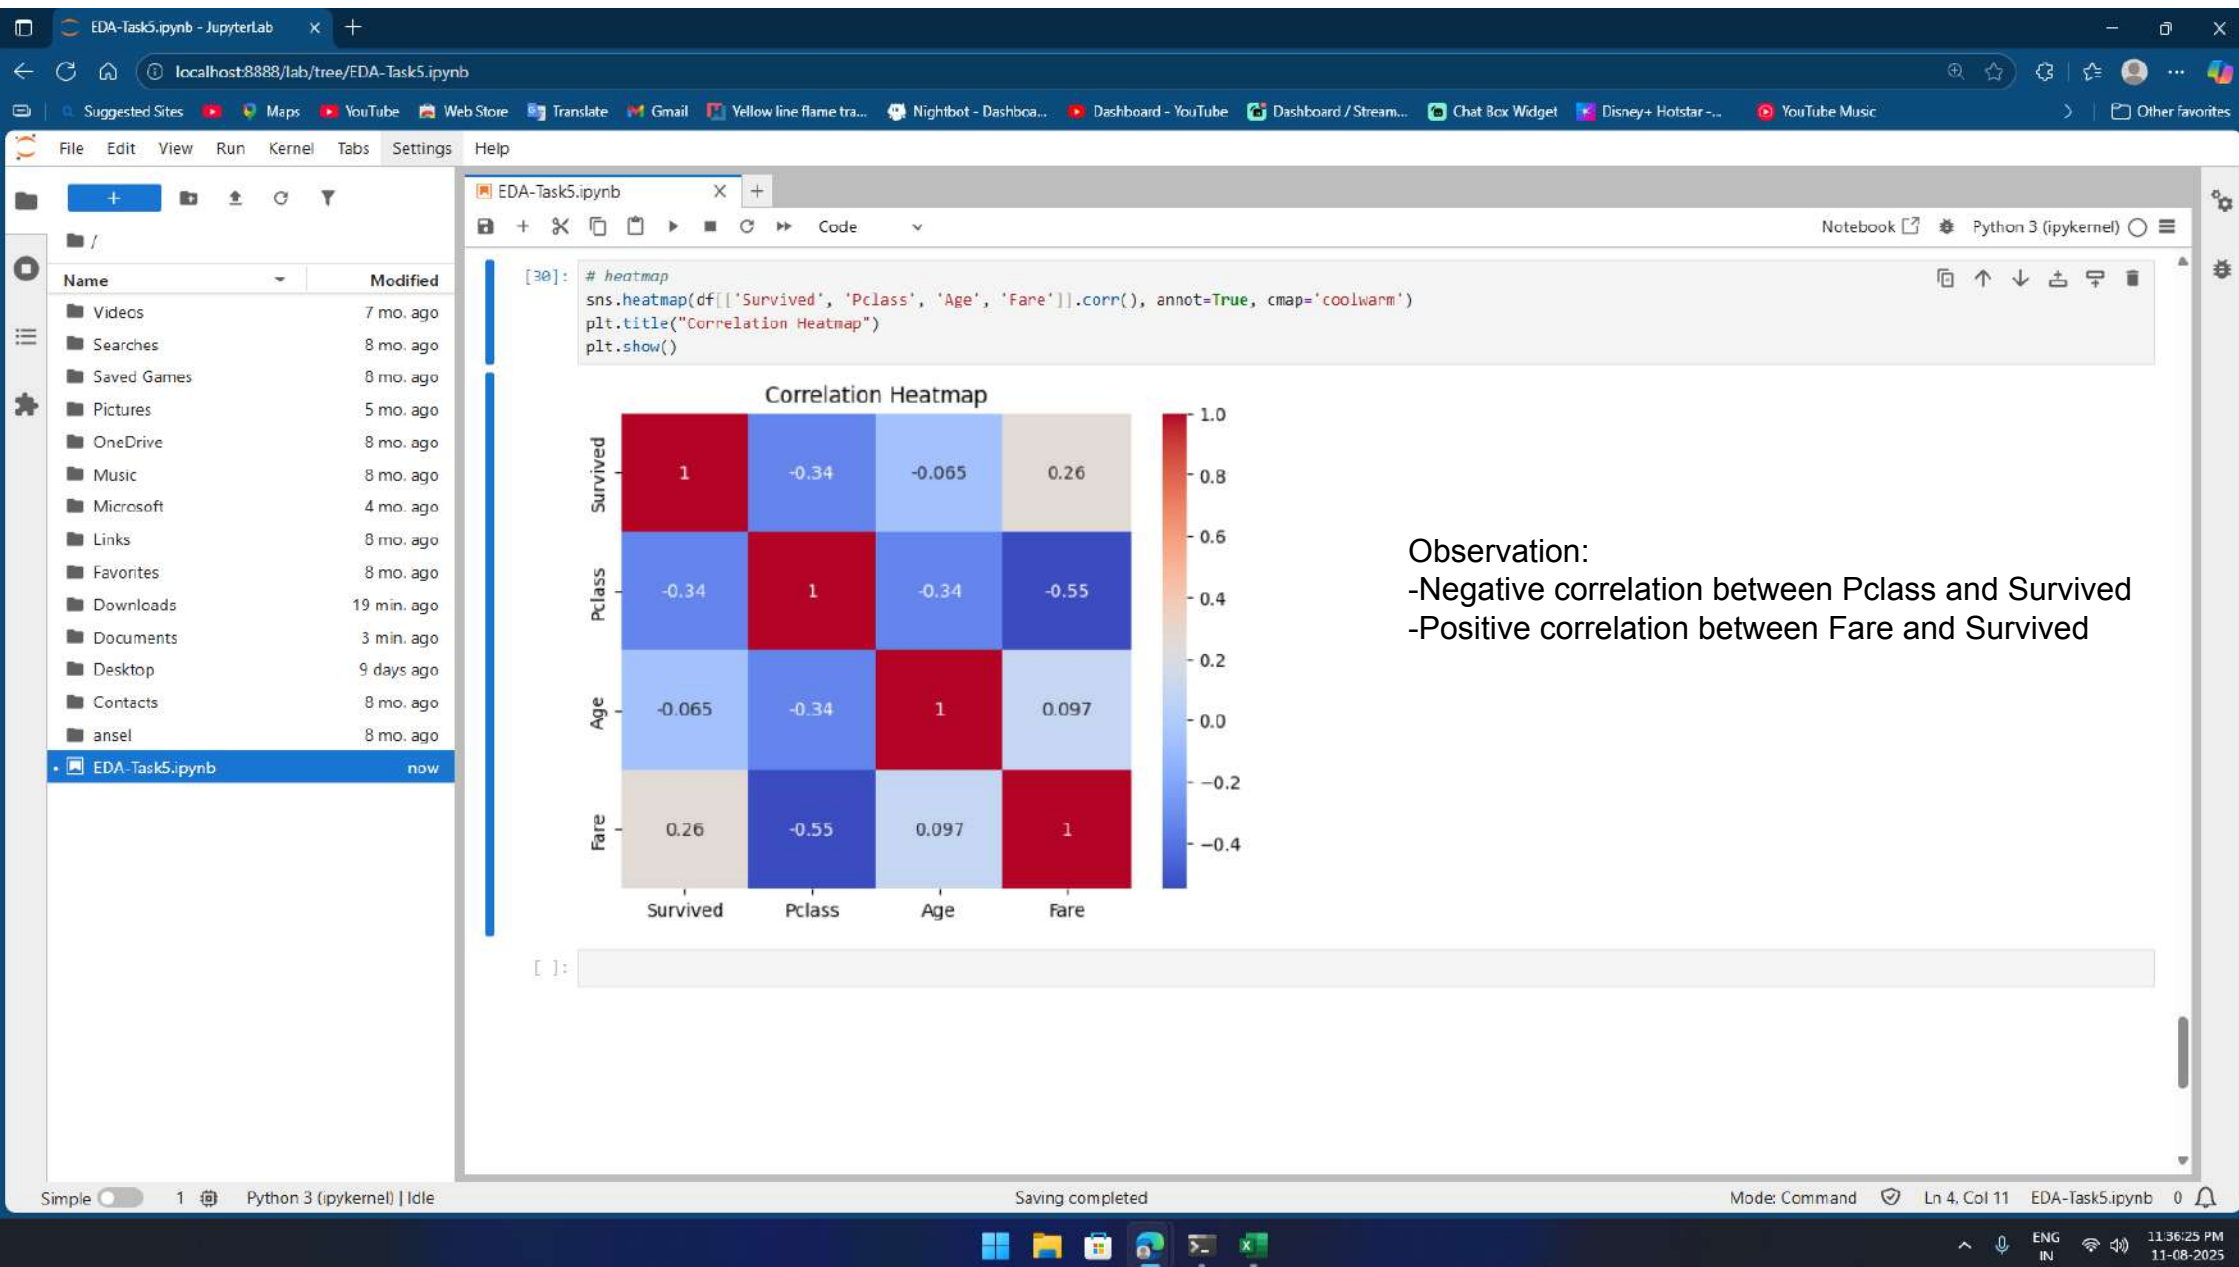 EDA-Task5.ipynb - JupyterLab
localhost:8888/lab/tree/EDA-Task5.ipynb
Suggested Sites Maps YouTube Web Store Translate Gmail Yellow line flame tra... Nightbot - Dashboa... Dashboard - YouTube Dashboard / Stream... Chat Box Widget Disney+ Hotstar -... YouTube Music Other favorites
File Edit View Run Kernel Tabs Settings Help
EDA-Task5.ipynb
Code
Notebook Python 3 (ipykernel)
/
Name Modified
Videos 7 mo. ago
Searches 8 mo. ago
Saved Games 8 mo. ago
Pictures 5 mo. ago
OneDrive 8 mo. ago
Music 8 mo. ago
Microsoft 4 mo. ago
Links 8 mo. ago
Favorites 8 mo. ago
Downloads 19 min. ago
Documents 3 min. ago
Desktop 9 days ago
Contacts 8 mo. ago
ansel 8 mo. ago
EDA-Task5.ipynb now
[30]: # heatmap
sns.heatmap(df[['Survived', 'Pclass', 'Age', 'Fare']].corr(), annot=True, cmap='coolwarm')
plt.title("Correlation Heatmap")
plt.show()
Correlation Heatmap
Survived 1 -0.34 -0.065 0.26
Pclass -0.34 1 -0.34 -0.55
Age -0.065 -0.34 1 0.097
Fare 0.26 -0.55 0.097 1
Survived Pclass Age Fare
1.0
0.8
0.6
0.4
0.2
0.0
−0.2
−0.4
Observation:
-Negative correlation between Pclass and Survived
-Positive correlation between Fare and Survived
[ ]:
Simple 1 Python 3 (ipykernel) | Idle Saving completed Mode: Command Ln 4, Col 11 EDA-Task5.ipynb 0
ENG IN
11:36:25 PM
11-08-2025